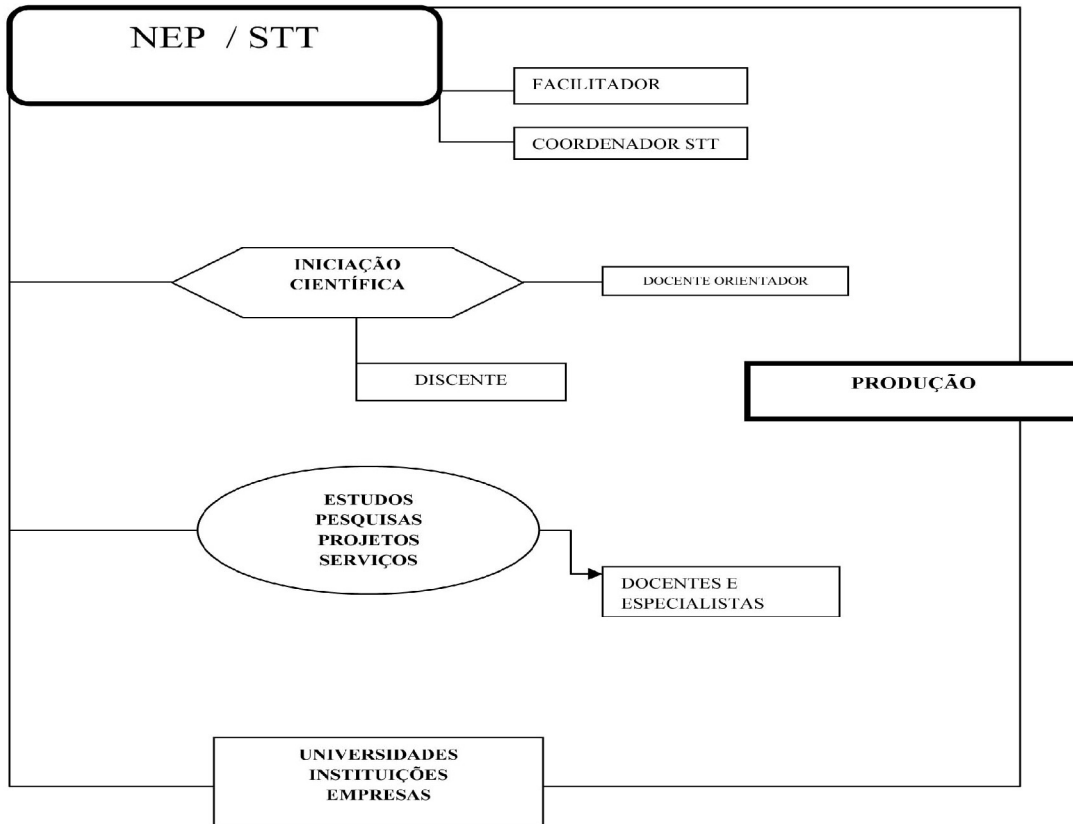 NEP / STT
FACILITADOR
COORDENADOR STT
INICIAÇÃO
CIENTÍFICA
DOCENTE ORIENTADOR
DISCENTE
PRODUÇÃO
ESTUDOS
PESQUISAS
PROJETOS
SERVIÇOS
DOCENTES E
ESPECIALISTAS
UNIVERSIDADES
INSTITUIÇÕES
EMPRESAS